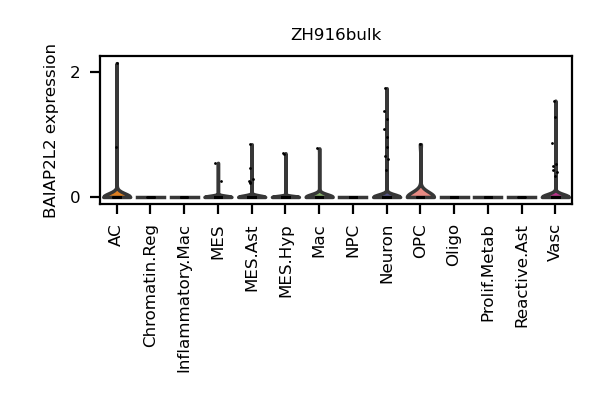 ZH916bulk
BAIAP2L2 expression
2
0
AC
Chromatin.Reg
Inflammatory.Mac
MES
MES.Ast
MES.Hyp
Mac
NPC
Neuron
OPC
Oligo
Prolif.Metab
Reactive.Ast
Vasc